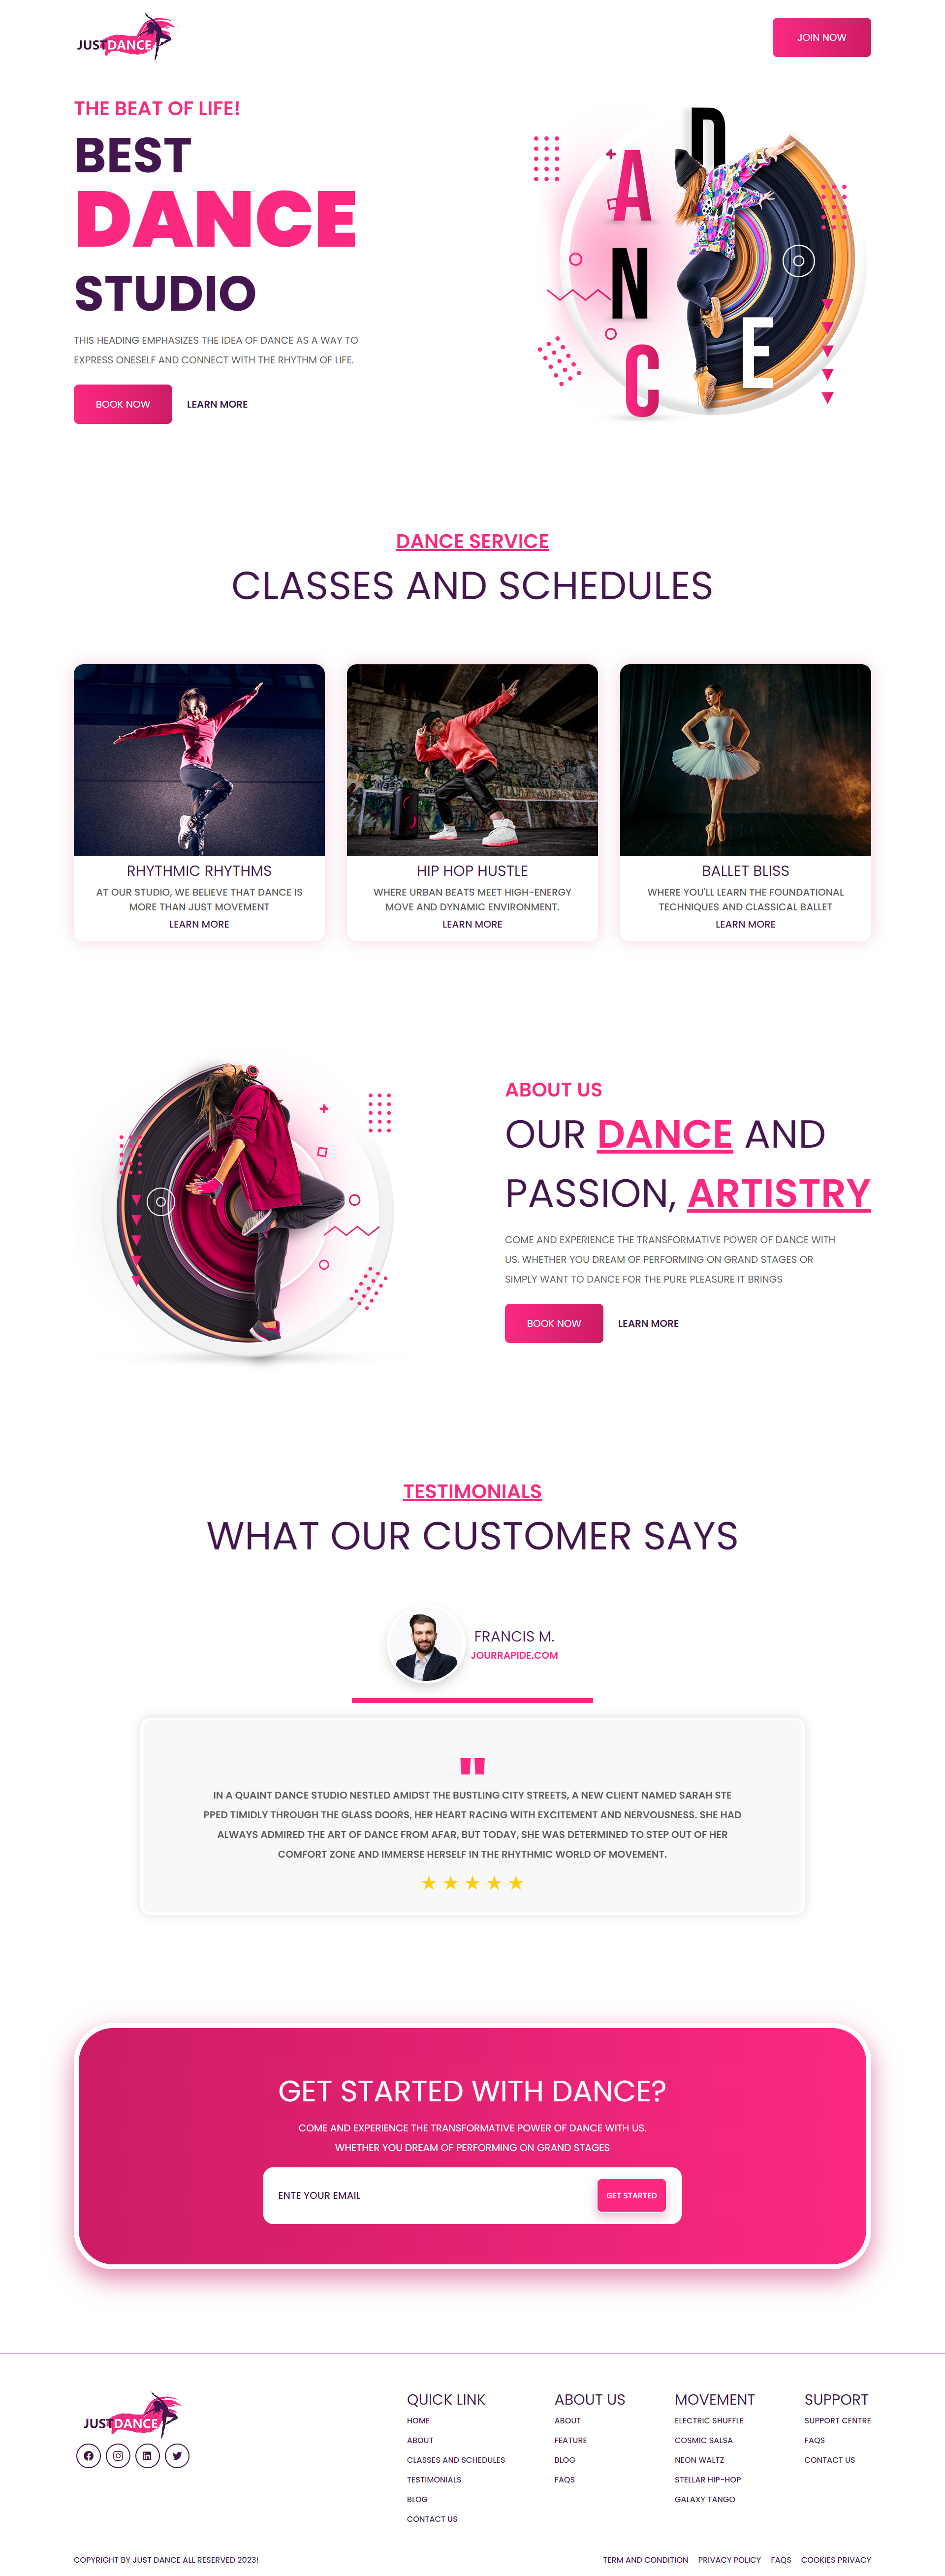 JUST DANCE
JOIN NOW
THE BEAT OF LIFE!
BEST
DANCE
STUDIO
THIS HEADING EMPHASIZES THE IDEA OF DANCE AS A WAY TO
EXPRESS ONESELF AND CONNECT WITH THE RHYTHM OF LIFE.
BOOK NOW
LEARN MORE
D
A
N
C
E
DANCE SERVICE
CLASSES AND SCHEDULES
RHYTHMIC RHYTHMS
AT OUR STUDIO, WE BELIEVE THAT DANCE IS
MORE THAN JUST MOVEMENT
LEARN MORE
HIP HOP HUSTLE
WHERE URBAN BEATS MEET HIGH-ENERGY
MOVE AND DYNAMIC ENVIRONMENT.
LEARN MORE
BALLET BLISS
WHERE YOU'LL LEARN THE FOUNDATIONAL
TECHNIQUES AND CLASSICAL BALLET
LEARN MORE
ABOUT US
OUR DANCE AND
PASSION, ARTISTRY
COME AND EXPERIENCE THE TRANSFORMATIVE POWER OF DANCE WITH
US. WHETHER YOU DREAM OF PERFORMING ON GRAND STAGES OR
SIMPLY WANT TO DANCE FOR THE PURE PLEASURE IT BRINGS
BOOK NOW
LEARN MORE
TESTIMONIALS
WHAT OUR CUSTOMER SAYS
FRANCIS M.
JOURRAPIDE.COM
"
IN A QUAINT DANCE STUDIO NESTLED AMIDST THE BUSTLING CITY STREETS, A NEW CLIENT NAMED SARAH STE
PPED TIMIDLY THROUGH THE GLASS DOORS, HER HEART RACING WITH EXCITEMENT AND NERVOUSNESS. SHE HAD
ALWAYS ADMIRED THE ART OF DANCE FROM AFAR, BUT TODAY, SHE WAS DETERMINED TO STEP OUT OF HER
COMFORT ZONE AND IMMERSE HERSELF IN THE RHYTHMIC WORLD OF MOVEMENT.
GET STARTED WITH DANCE?
COME AND EXPERIENCE THE TRANSFORMATIVE POWER OF DANCE WITH US.
WHETHER YOU DREAM OF PERFORMING ON GRAND STAGES
ENTE YOUR EMAIL
GET STARTED
JUST DANCE
QUICK LINK
HOME
ABOUT
CLASSES AND SCHEDULES
TESTIMONIALS
BLOG
CONTACT US
ABOUT US
ABOUT
FEATURE
BLOG
FAQS
MOVEMENT
ELECTRIC SHUFFLE
COSMIC SALSA
NEON WALTZ
STELLAR HIP-HOP
GALAXY TANGO
SUPPORT
SUPPORT CENTRE
FAQS
CONTACT US
COPYRIGHT BY JUST DANCE ALL RESERVED 2023!
TERM AND CONDITION
PRIVACY POLICY
FAQS
COOKIES PRIVACY